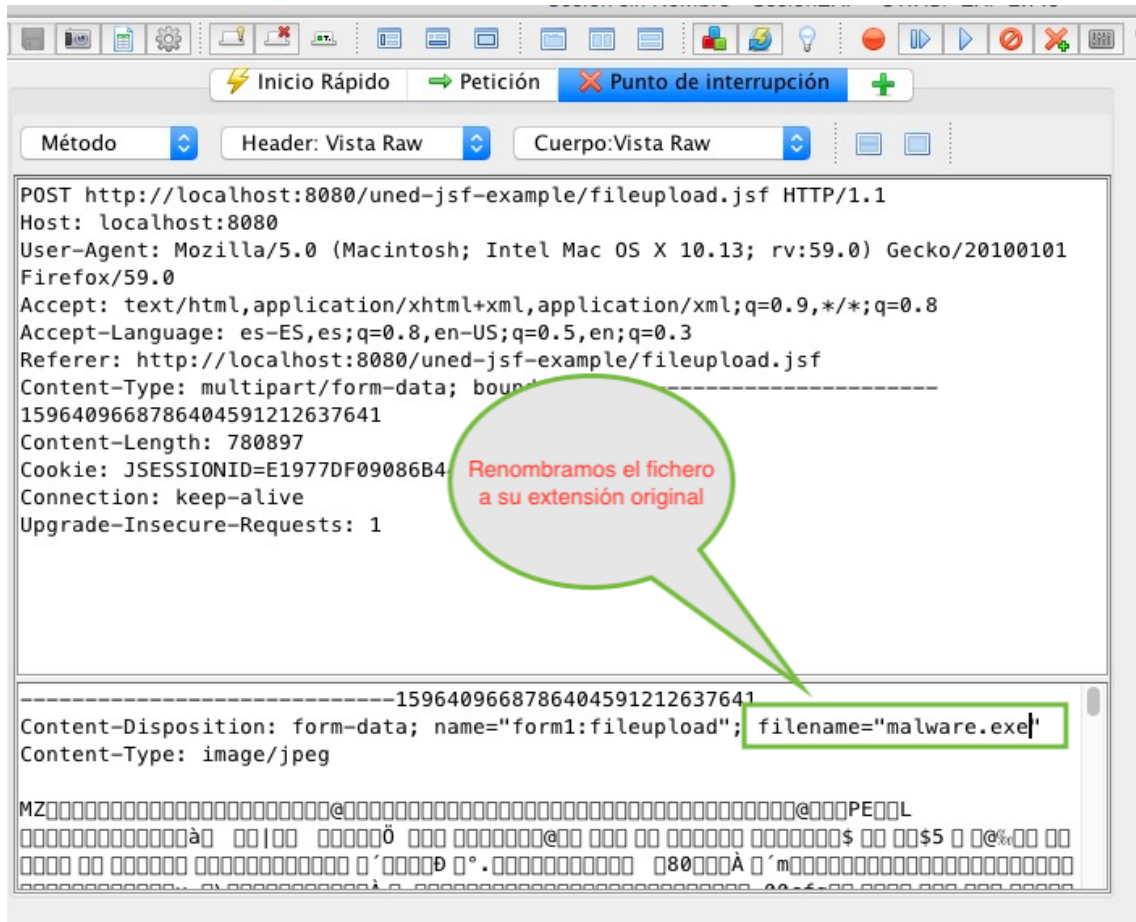 Inicio Rápido
Petición
Punto de interrupción
Método
Header: Vista Raw
Cuerpo:Vista Raw
POST http://localhost:8080/uned-jsf-example/fileupload.jsf HTTP/1.1
Host: localhost:8080
User-Agent: Mozilla/5.0 (Macintosh; Intel Mac OS X 10.13; rv:59.0) Gecko/20100101
Firefox/59.0
Accept: text/html,application/xhtml+xml,application/xml;q=0.9,*/*;q=0.8
Accept-Language: es-ES,es;q=0.8,en-US;q=0.5,en;q=0.3
Referer: http://localhost:8080/uned-jsf-example/fileupload.jsf
Content-Type: multipart/form-data;
1596409668786404591212637641
Content-Length: 780897
Cookie: JSESSIONID=E1977DF09086B4
Connection: keep-alive
Upgrade-Insecure-Requests: 1
Renombramos el fichero
a su extensión original
-----------------------------1596409668786404591212637641
Content-Disposition: form-data; name="form1:fileupload"; filename="malware.exe"
Content-Type: image/jpeg